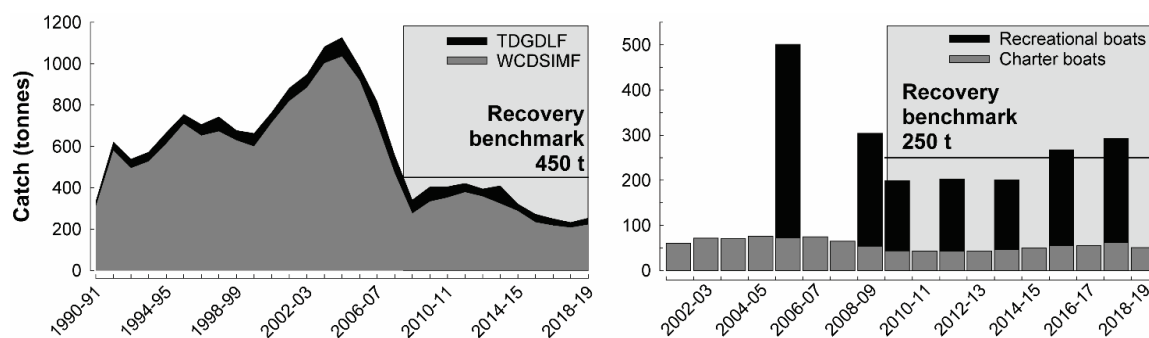 Catch (tonnes)
1200
1000
800
600
400
200
0
TDGDLF
WCDSIMF
Recovery
benchmark
450 t
1990-91
1994-95
1998-99
2002-03
2006-07
2010-11
2014-15
2018-19
500
400
300
200
100
0
Recreational boats
Charter boats
Recovery
benchmark
250 t
2002-03
2004-05
2006-07
2008-09
2010-11
2012-13
2014-15
2016-17
2018-19